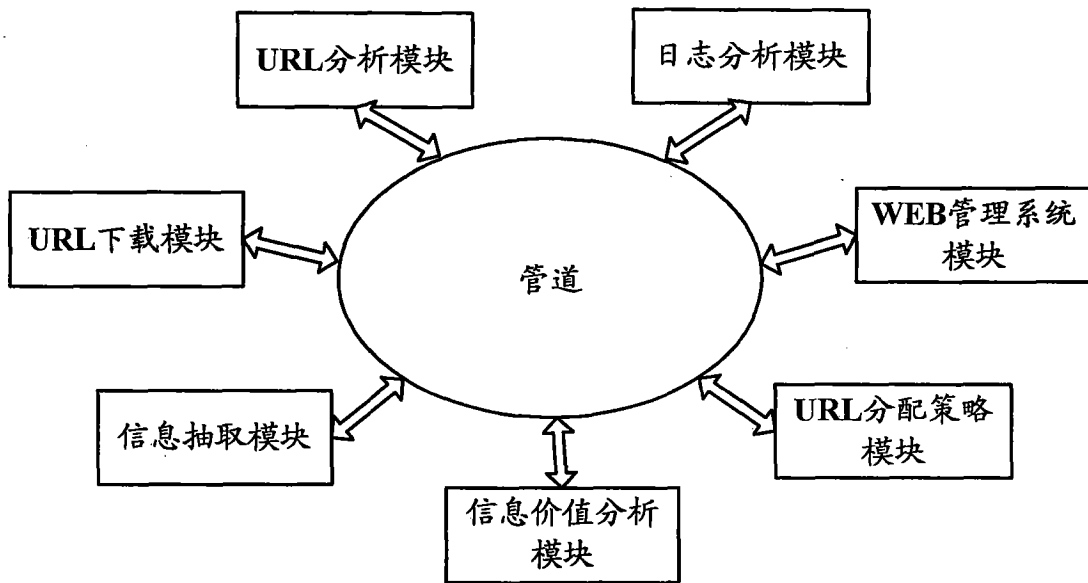 URL分析模块
日志分析模块
URL下载模块
WEB管理系统
模块
管道
信息抽取模块
URL分配策略
模块
信息价值分析
模块